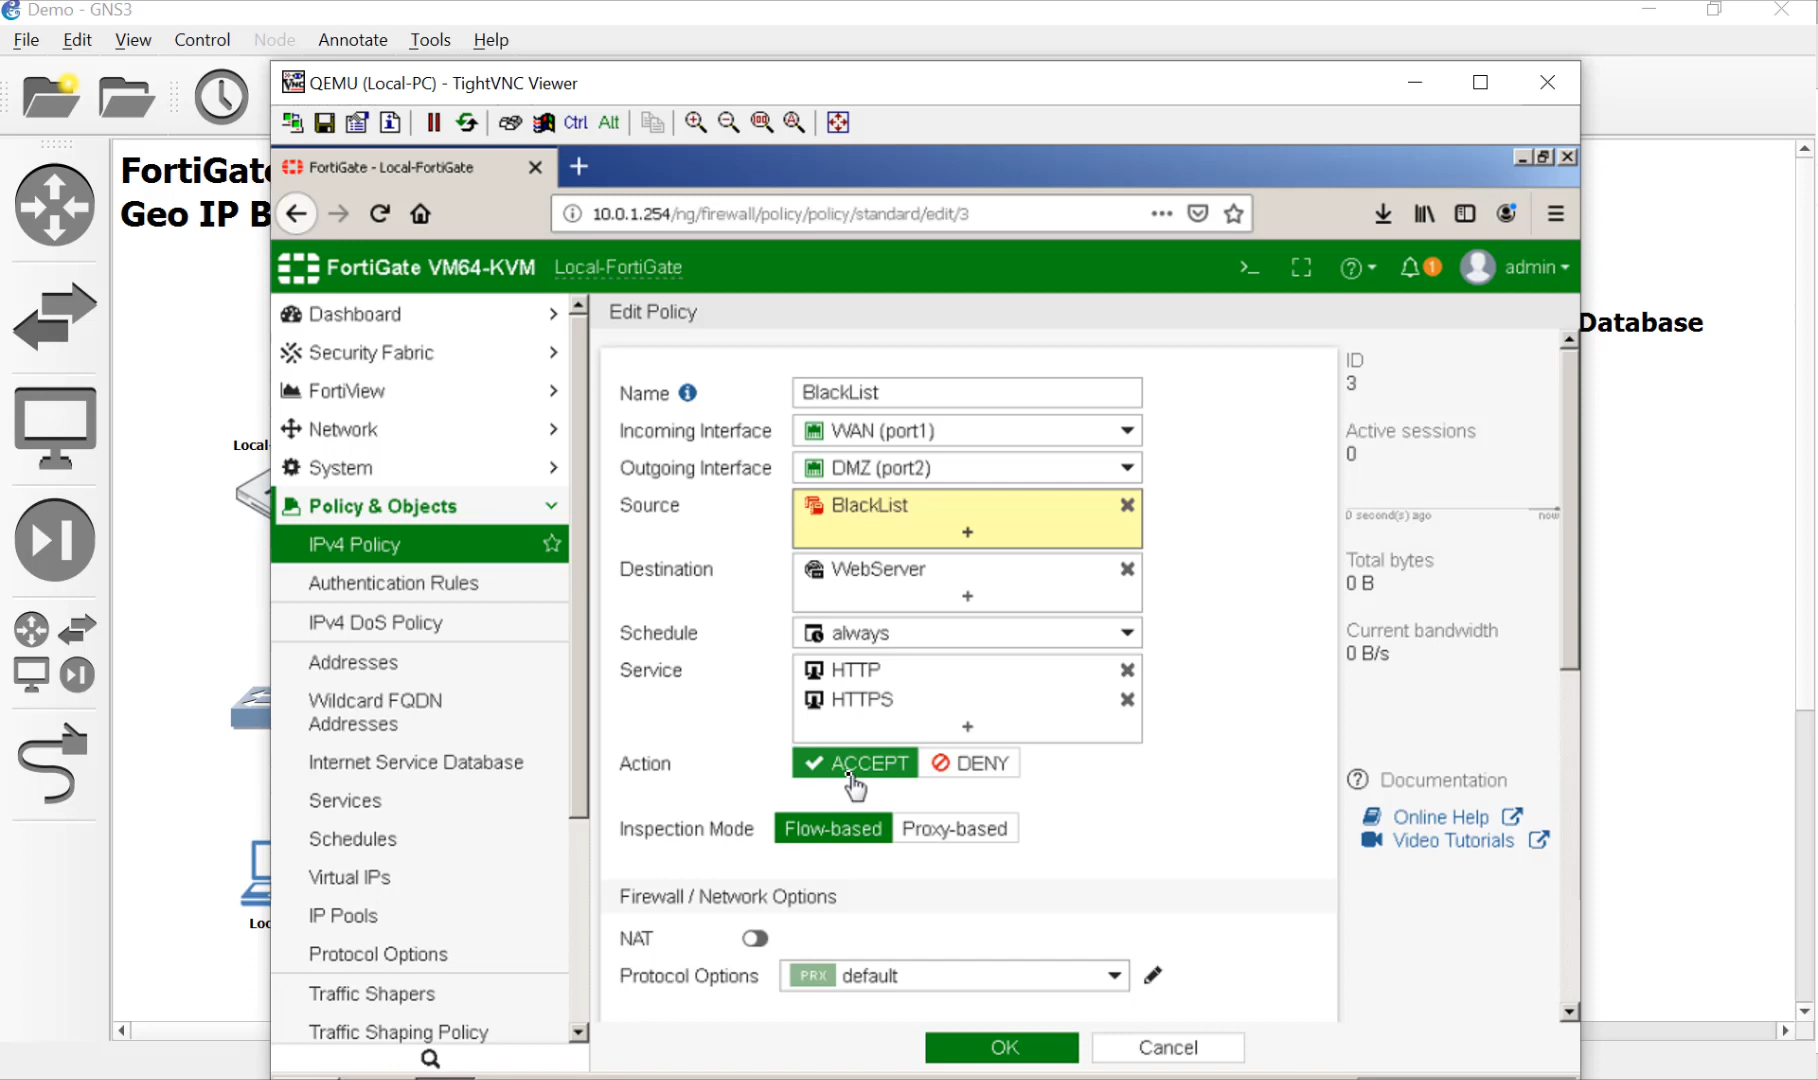 Demo - GNS3
File Edit View Control Node Annotate Tools Help
QEMU (Local-PC) - TightVNC Viewer
Ctrl Alt
FortiGate - Local-FortiGate
10.0.1.254/ng/firewall/policy/policy/standard/edit/3
FortiGate
Geo IP B
Database
Local-
Loc
FortiGate VM64-KVM Local-FortiGate
1 admin
Dashboard
Security Fabric
FortiView
Network
System
Policy & Objects
IPv4 Policy
Authentication Rules
IPv4 DoS Policy
Addresses
Wildcard FQDN
Addresses
Internet Service Database
Services
Schedules
Virtual IPs
IP Pools
Protocol Options
Traffic Shapers
Traffic Shaping Policy
Edit Policy
Name BlackList
Incoming Interface WAN (port1)
Outgoing Interface DMZ (port2)
Source BlackList
Destination WebServer
Schedule always
Service HTTP
HTTPS
Action ACCEPT DENY
Inspection Mode Flow-based Proxy-based
Firewall / Network Options
NAT
Protocol Options PRX default
OK Cancel
ID
3
Active sessions
0
0 second(s) ago now
Total bytes
0 B
Current bandwidth
0 B/s
Documentation
Online Help
Video Tutorials